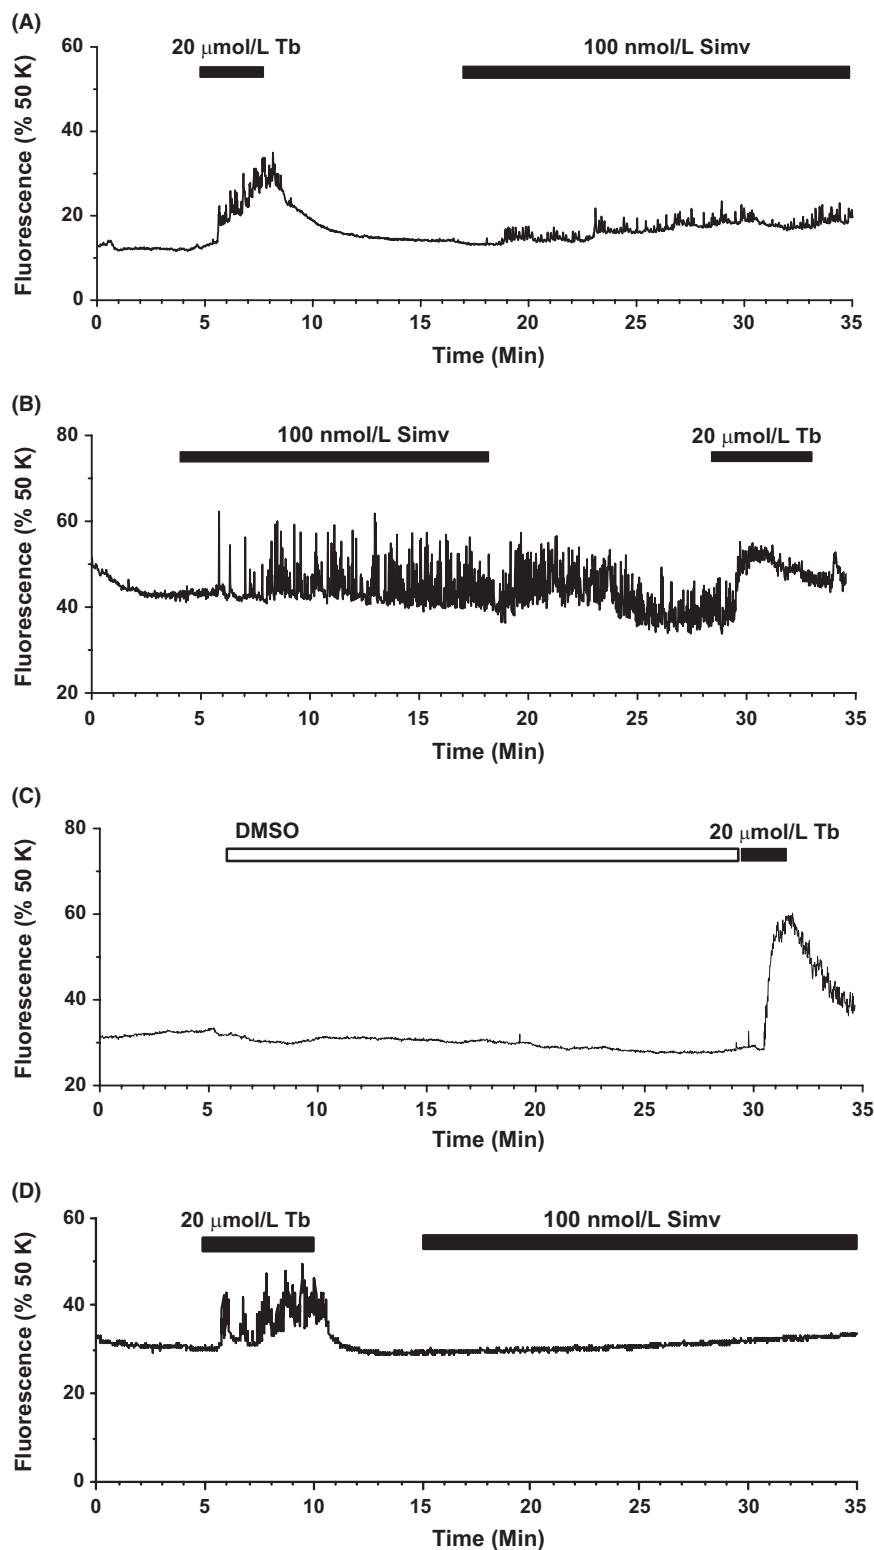 (A)
60
20 μmol/L Tb
100 nmol/L Simv
40
20
0
Fluorescence (% 50 K)
0 5 10 15 20 25 30 35
Time (Min)
(B)
80
100 nmol/L Simv
20 μmol/L Tb
60
40
20
Fluorescence (% 50 K)
0 5 10 15 20 25 30 35
Time (Min)
(C)
80
DMSO
20 μmol/L Tb
60
40
20
Fluorescence (% 50 K)
0 5 10 15 20 25 30 35
Time (Min)
(D)
60
20 μmol/L Tb
100 nmol/L Simv
40
20
0
Fluorescence (% 50 K)
0 5 10 15 20 25 30 35
Time (Min)